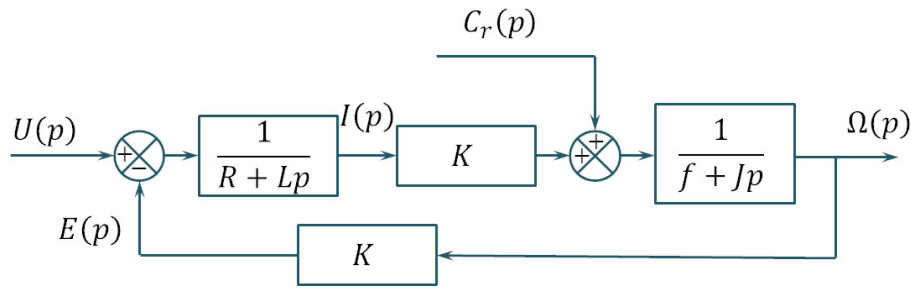 C_r(p)
U(p)
+
−
1
R + Lp
I(p)
K
+
+
1
f + Jp
Ω(p)
E(p)
K